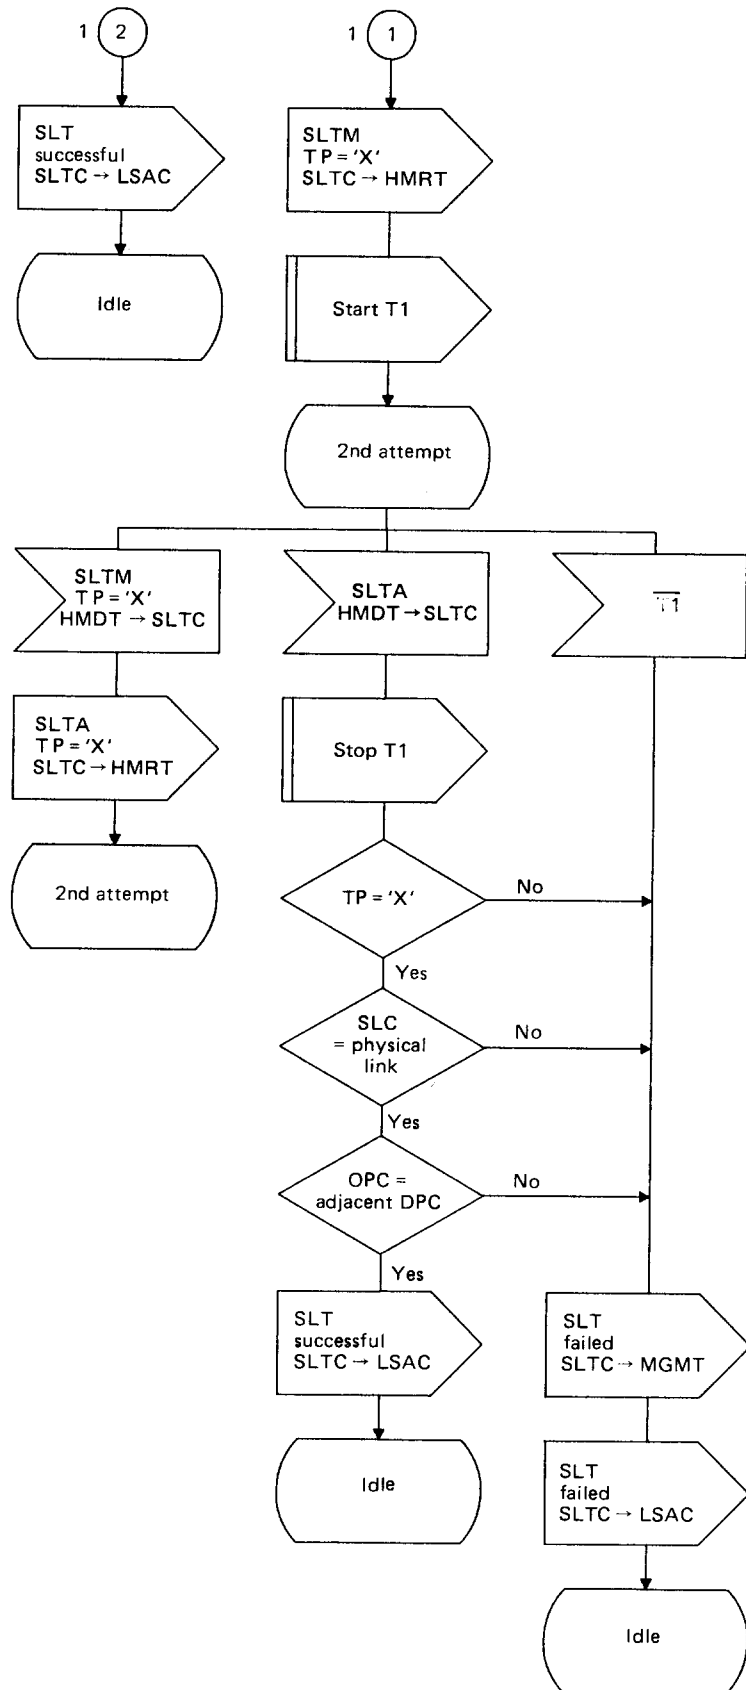 1 2
SLT
successful
SLTC → LSAC
Idle
1 1
SLTM
TP = 'X'
SLTC → HMRT
Start T1
2nd attempt
SLTM
TP = 'X'
HMDT → SLTC
SLTA
TP = 'X'
SLTC → HMRT
2nd attempt
SLTA
HMDT → SLTC
Stop T1
TP = 'X'
No
Yes
SLC
= physical
link
No
Yes
OPC =
adjacent DPC
No
Yes
SLT
successful
SLTC → LSAC
Idle
T1
SLT
failed
SLTC → MGMT
SLT
failed
SLTC → LSAC
Idle